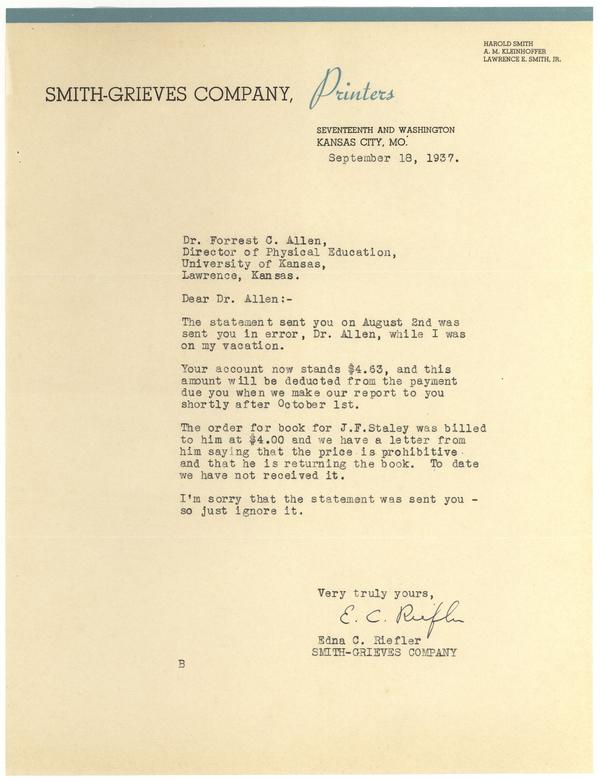 HAROLD SMITH
A. M. KLEINHOFFER
LAWRENCE E. SMITH, JR.
SMITH-GRIEVES COMPANY, Printers
SEVENTEENTH AND WASHINGTON
KANSAS CITY, MO.
September 18, 1937.
Dr. Forrest C. Allen,
Director of Physical Education,
University of Kansas,
Lawrence, Kansas.
Dear Dr. Allen:-
The statement sent you on August 2nd was
sent you in error, Dr. Allen, while I was
on my vacation.
Your account now stands $4.63, and this
amount will be deducted from the payment
due you when we make our report to you
shortly after October 1st.
The order for book for J.F.Staley was billed
to him at $4.00 and we have a letter from
him saying that the price is prohibitive
and that he is returning the book. To date
we have not received it.
I'm sorry that the statement was sent you -
so just ignore it.
Very truly yours,
E. C. Riefler
Edna C. Riefler
SMITH-GRIEVES COMPANY
B